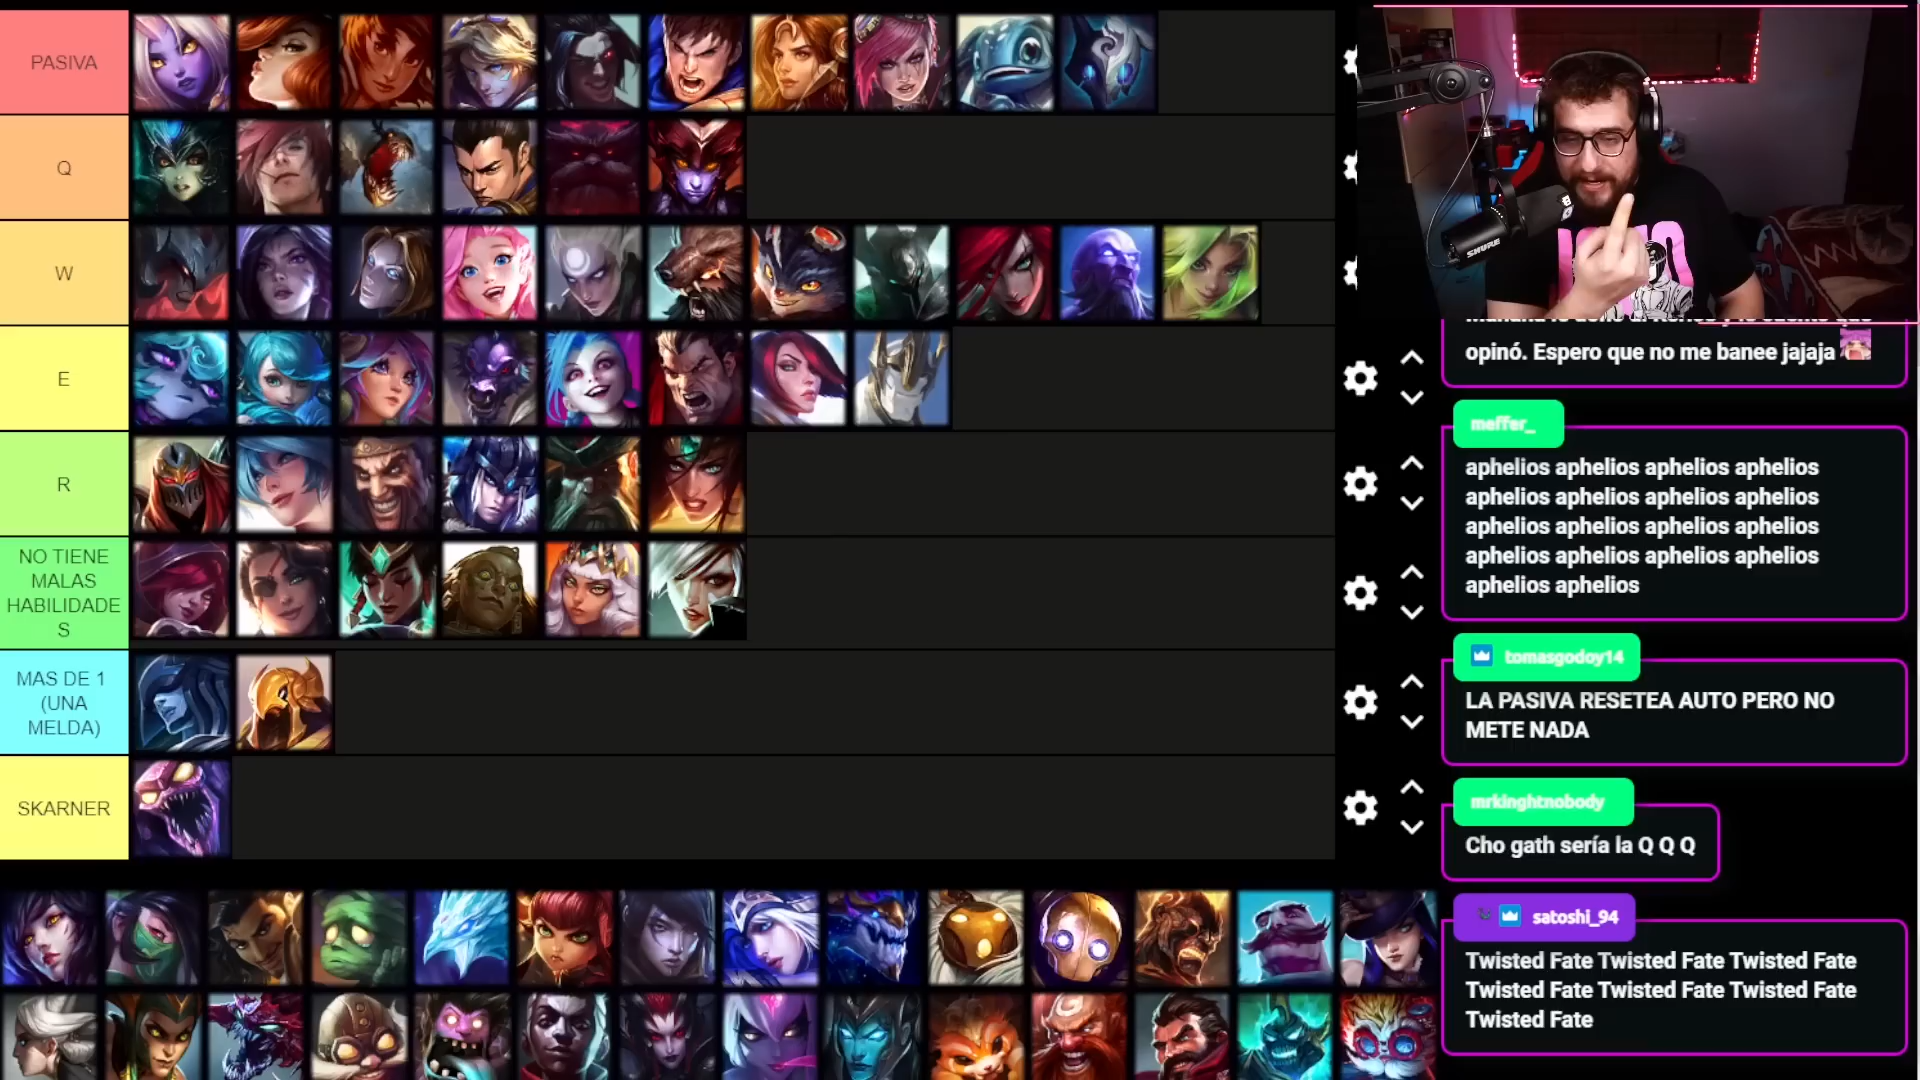 PASIVA
Q
W
E
R
NO TIENE
MALAS
HABILIDADE
S
MAS DE 1
(UNA
MELDA)
SKARNER
SHURE
opinó. Espero que no me banee jajaja
meffer_
aphelios aphelios aphelios aphelios
aphelios aphelios aphelios aphelios
aphelios aphelios aphelios aphelios
aphelios aphelios aphelios aphelios
aphelios aphelios
tomasgodoy14
LA PASIVA RESETEA AUTO PERO NO
METE NADA
mrkinghtnobody
Cho gath sería la Q Q Q
satoshi_94
Twisted Fate Twisted Fate Twisted Fate
Twisted Fate Twisted Fate Twisted Fate
Twisted Fate